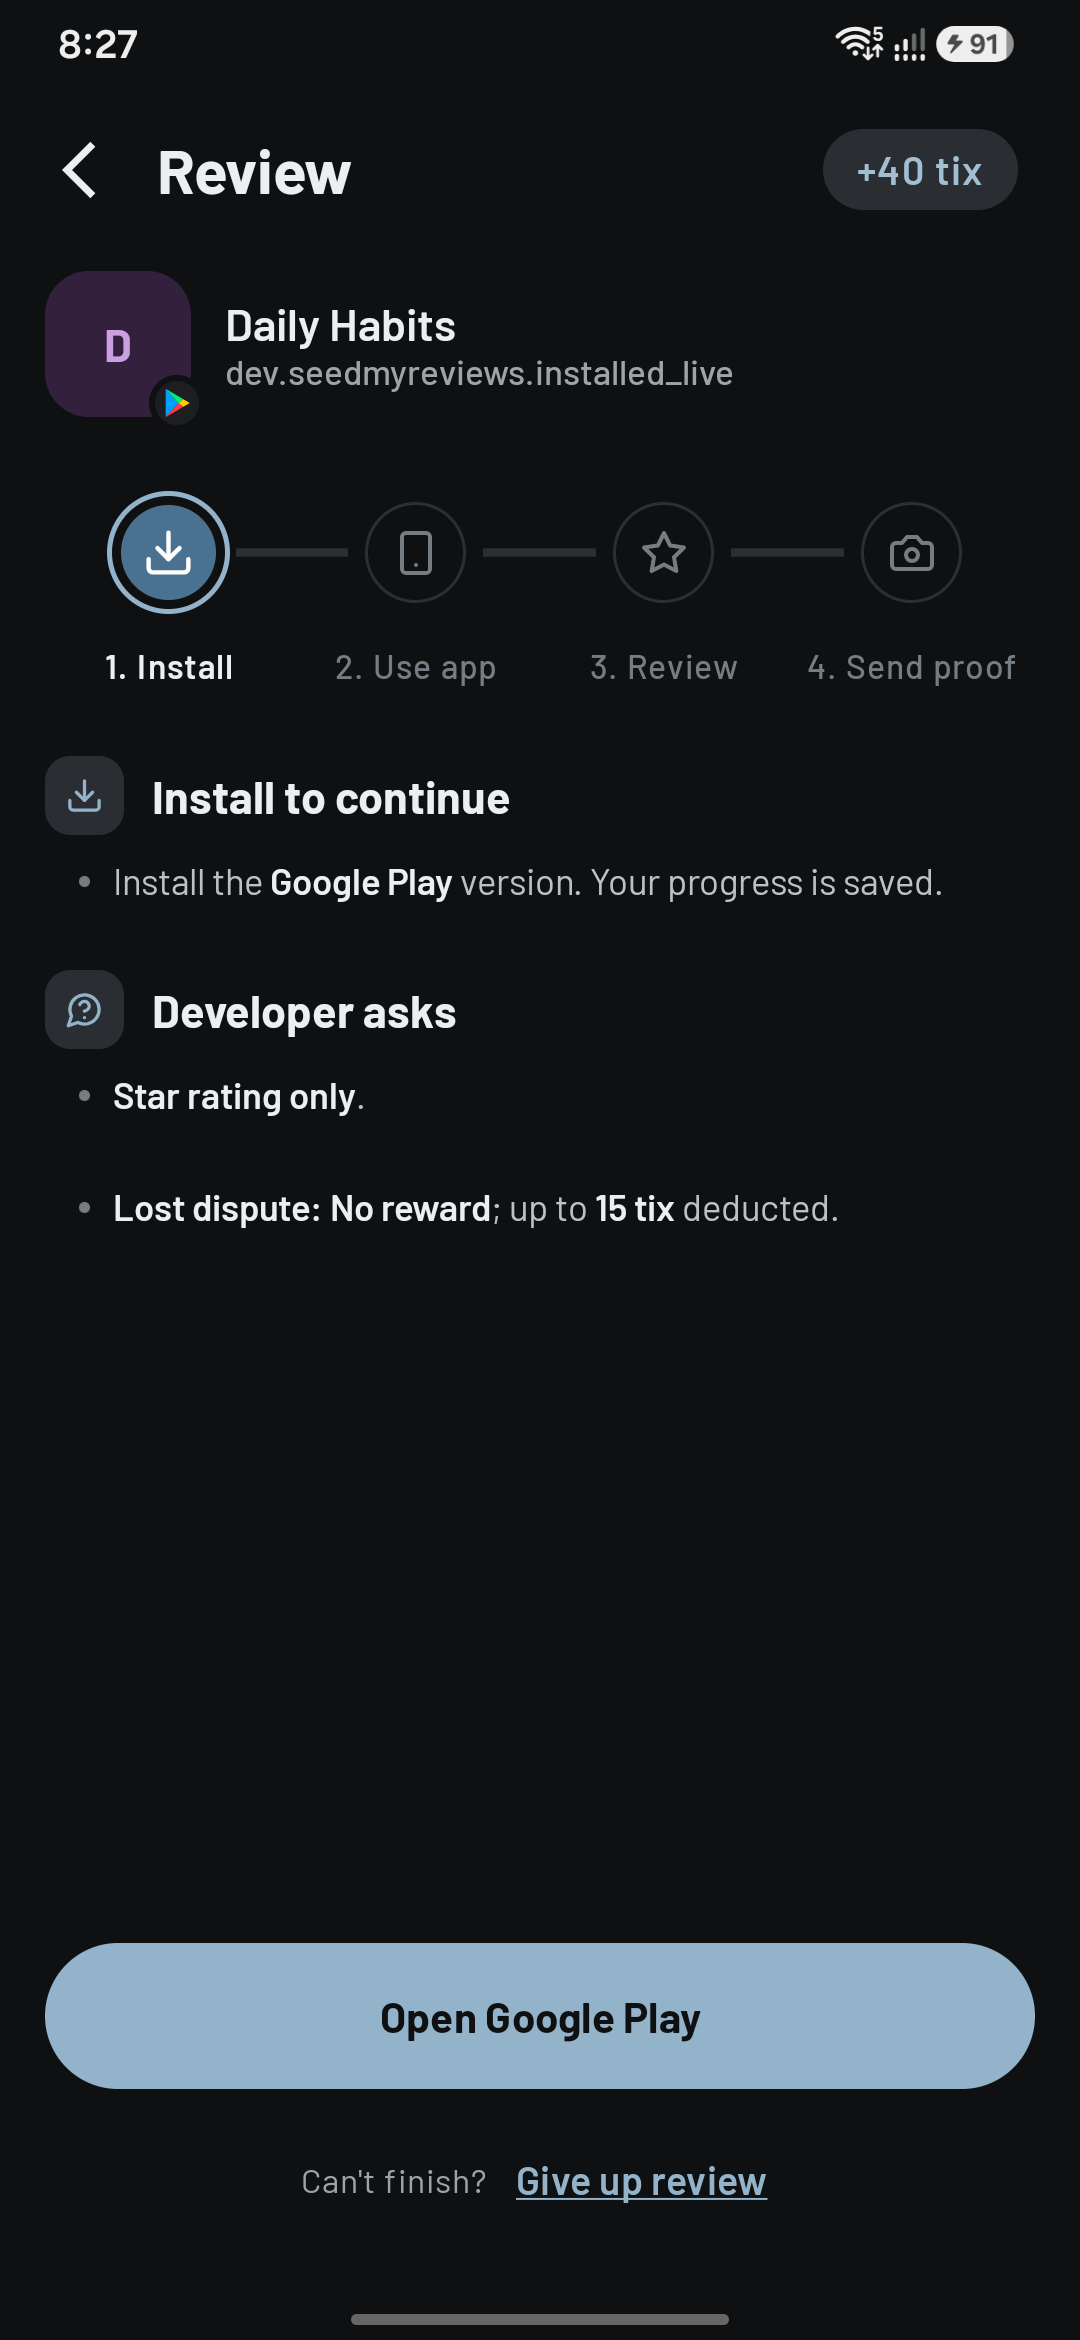 8:27
5
91
Review
+40 tix
D
Daily Habits
dev.seedmyreviews.installed_live
1. Install
2. Use app
3. Review
4. Send proof
Install to continue
• Install the Google Play version. Your progress is saved.
Developer asks
• Star rating only.
• Lost dispute: No reward; up to 15 tix deducted.
Open Google Play
Can't finish? Give up review